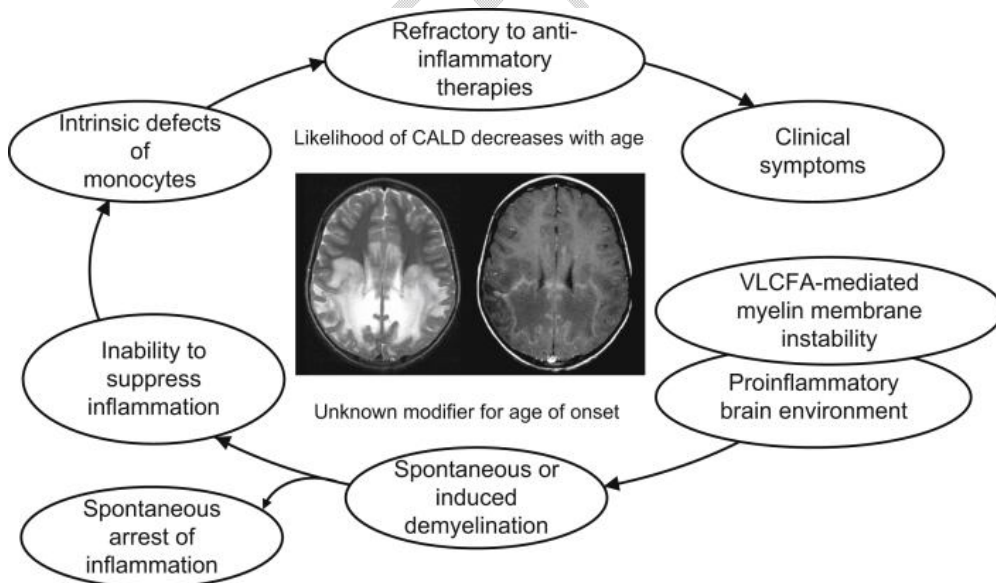 Refractory to anti-
inflammatory
therapies
Intrinsic defects
of
monocytes
Likelihood of CALD decreases with age
Clinical
symptoms
VLCFA-mediated
myelin membrane
instability
Inability to
suppress
inflammation
Proinflammatory
brain environment
Unknown modifier for age of onset
Spontaneous or
induced
demyelination
Spontaneous
arrest of
inflammation